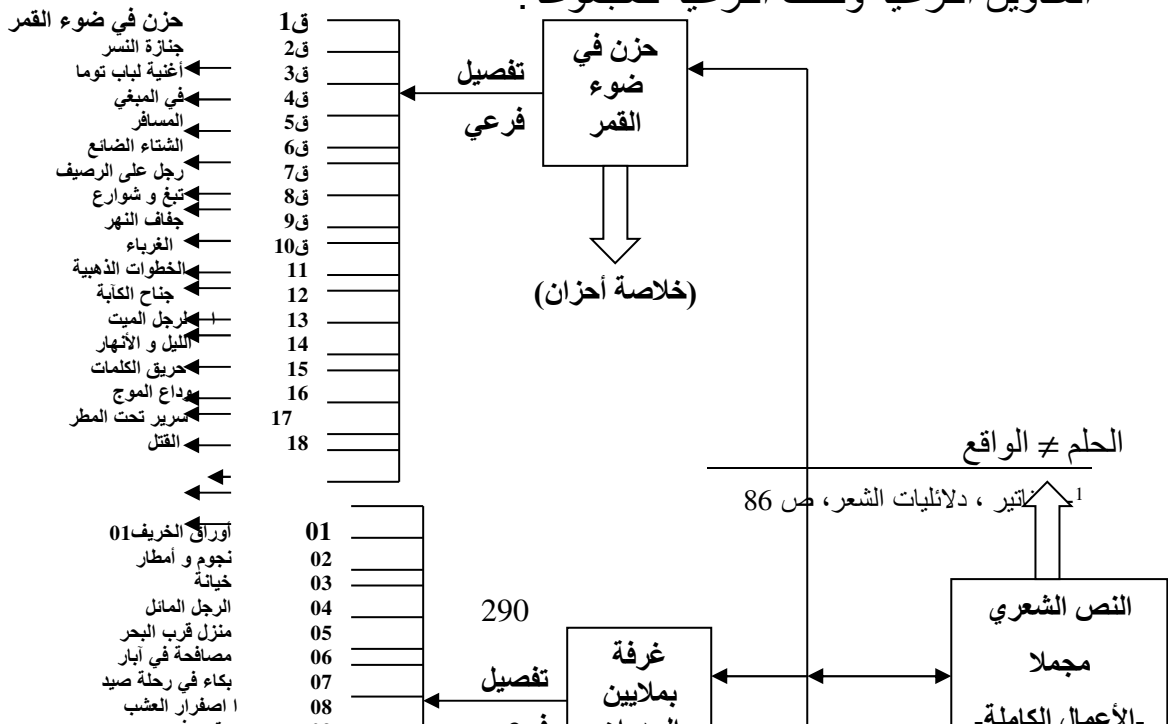 العناوين الفرعية
حزن في ضوء القمر
تفصيل فرعي
(خلاصة أحزان)
ق1 حزن في ضوء القمر
ق2 جنازة النسر
ق3 أغنية لباب توما
ق4 في المبغي
ق5 المسافر
ق6 الشتاء الضائع
ق7 رجل على الرصيف
ق8 تبغ و شوارع
ق9 جفاف النهر
ق10 الغرباء
11 الخطوات الذهبية
12 جناح الكآبة
13 الرجل الميت
14 الليل و الأنهار
15 حريق الكلمات
16 وداع الموج
17 سرير تحت المطر
18 القتل
الحلم ≠ الواقع
، دلائليات الشعر، ص 86
290
النص الشعري
مجملا
-الأعمال الكاملة-
غرفة
بملايين
تفصيل
01 أوراق الخريف01
02 نجوم و أمطار
03 خيانة
04 الرجل المائل
05 منزل قرب البحر
06 مصافحة في آبار
07 بكاء في رحلة صيد
08 ا اصفرار العشب